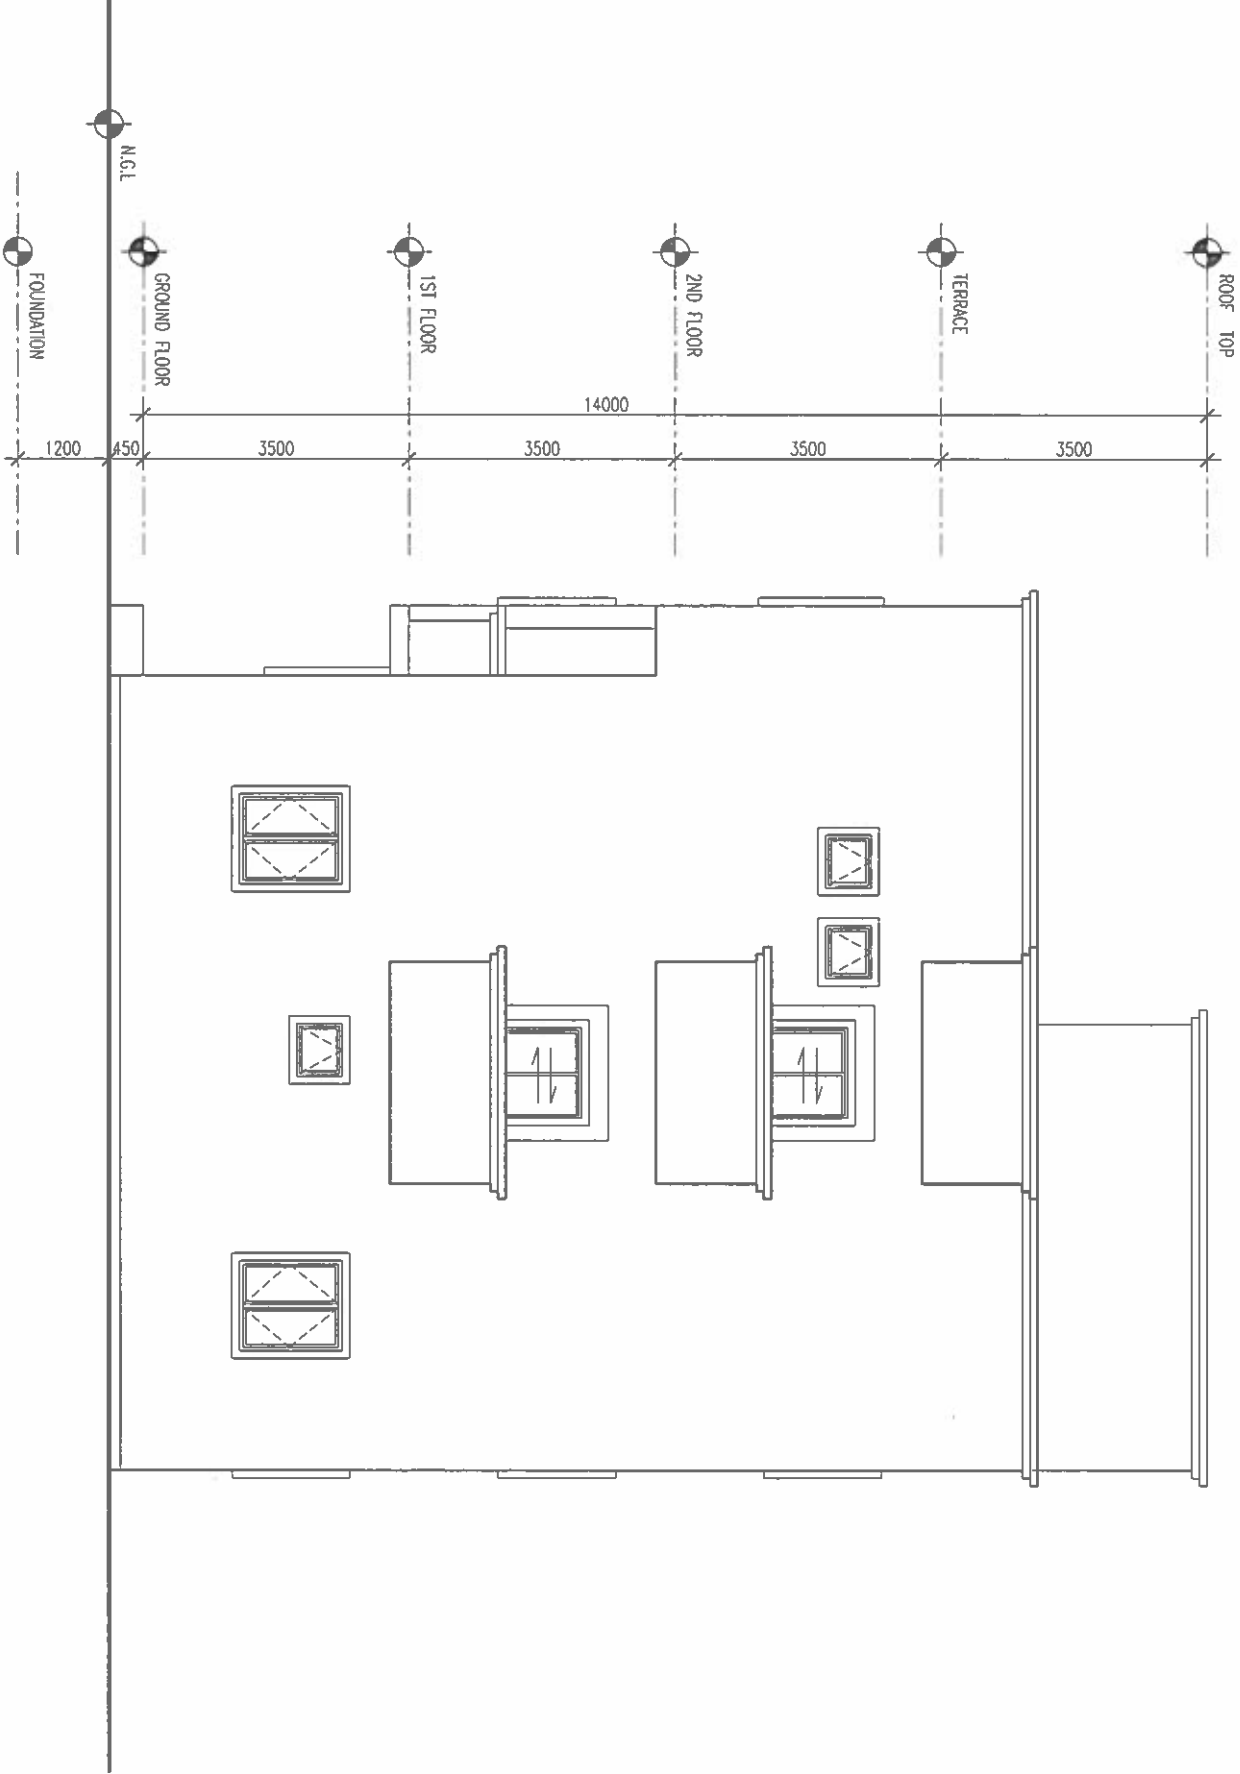 ROOF TOP
TERRACE
2ND FLOOR
1ST FLOOR
GROUND FLOOR
N.G.L
FOUNDATION
14000
3500
3500
3500
3500
450
1200